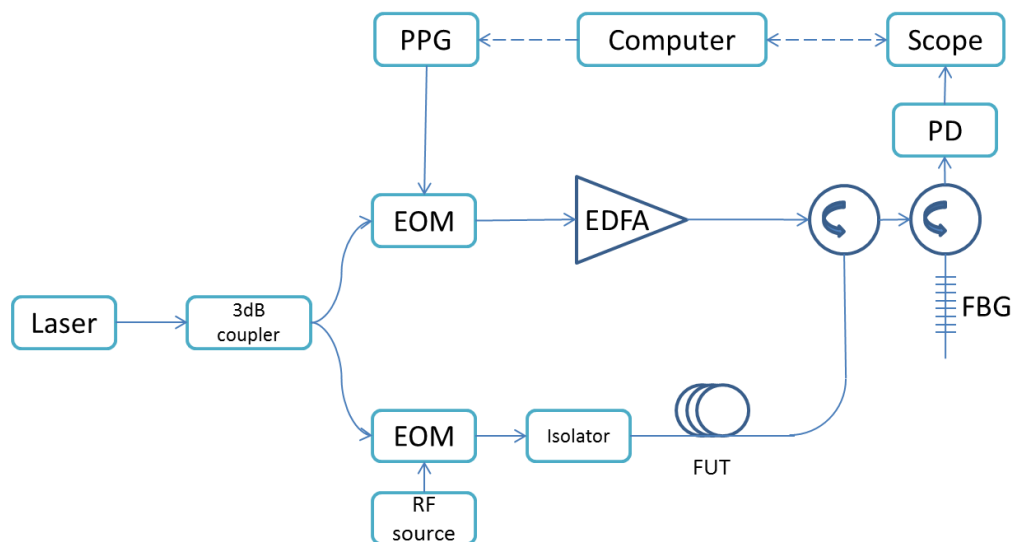 PPG
Computer
Scope
PD
EOM
EDFA
Laser
3dB
coupler
FBG
EOM
Isolator
FUT
RF
source